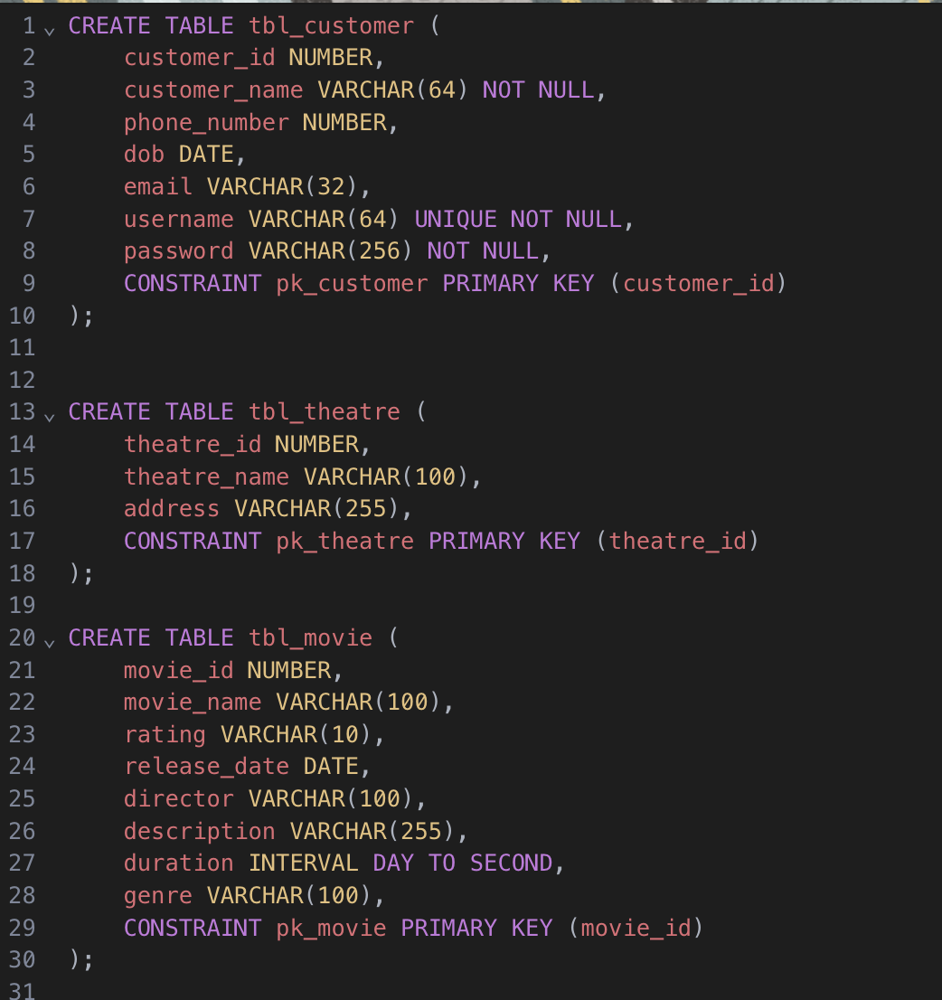 1 CREATE TABLE tbl_customer (
2     customer_id NUMBER,
3     customer_name VARCHAR(64) NOT NULL,
4     phone_number NUMBER,
5     dob DATE,
6     email VARCHAR(32),
7     username VARCHAR(64) UNIQUE NOT NULL,
8     password VARCHAR(256) NOT NULL,
9     CONSTRAINT pk_customer PRIMARY KEY (customer_id)
10 );
11
12
13 CREATE TABLE tbl_theatre (
14     theatre_id NUMBER,
15     theatre_name VARCHAR(100),
16     address VARCHAR(255),
17     CONSTRAINT pk_theatre PRIMARY KEY (theatre_id)
18 );
19
20 CREATE TABLE tbl_movie (
21     movie_id NUMBER,
22     movie_name VARCHAR(100),
23     rating VARCHAR(10),
24     release_date DATE,
25     director VARCHAR(100),
26     description VARCHAR(255),
27     duration INTERVAL DAY TO SECOND,
28     genre VARCHAR(100),
29     CONSTRAINT pk_movie PRIMARY KEY (movie_id)
30 );
31